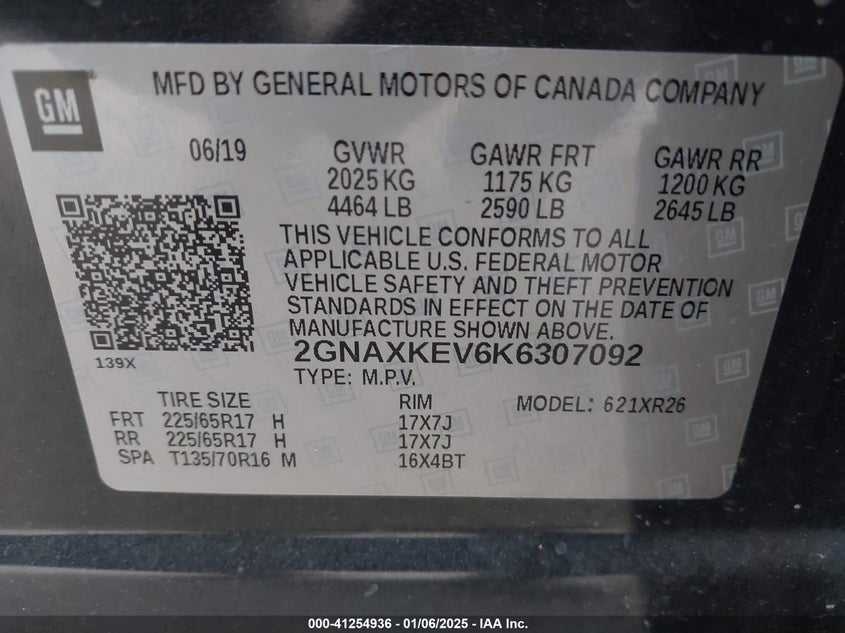 GM
MFD BY GENERAL MOTORS OF CANADA COMPANY
06/19 GVWR GAWR FRT GAWR RR
2025 KG 1175 KG 1200 KG
4464 LB 2590 LB 2645 LB
THIS VEHICLE CONFORMS TO ALL
APPLICABLE U.S. FEDERAL MOTOR
VEHICLE SAFETY AND THEFT PREVENTION
STANDARDS IN EFFECT ON THE DATE OF
MANUFACTURE SHOWN ABOVE.
2GNAXKEV6K6307092
139X
TYPE: M.P.V.
TIRE SIZE RIM MODEL: 621XR26
FRT 225/65R17 H 17X7J
RR 225/65R17 H 17X7J
SPA T135/70R16 M 16X4BT
000-41254936 - 01/06/2025 - IAA Inc.